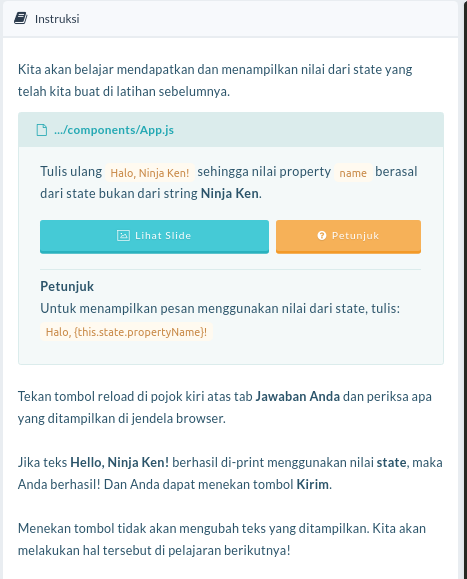 Instruksi
Kita akan belajar mendapatkan dan menampilkan nilai dari state yang
telah kita buat di latihan sebelumnya.
.../components/App.js
Tulis ulang Halo, Ninja Ken! sehingga nilai property name berasal
dari state bukan dari string Ninja Ken.
Lihat Slide
Petunjuk
Petunjuk
Untuk menampilkan pesan menggunakan nilai dari state, tulis:
Halo, {this.state.propertyName}!
Tekan tombol reload di pojok kiri atas tab Jawaban Anda dan periksa apa
yang ditampilkan di jendela browser.
Jika teks Hello, Ninja Ken! berhasil di-print menggunakan nilai state, maka
Anda berhasil! Dan Anda dapat menekan tombol Kirim.
Menekan tombol tidak akan mengubah teks yang ditampilkan. Kita akan
melakukan hal tersebut di pelajaran berikutnya!